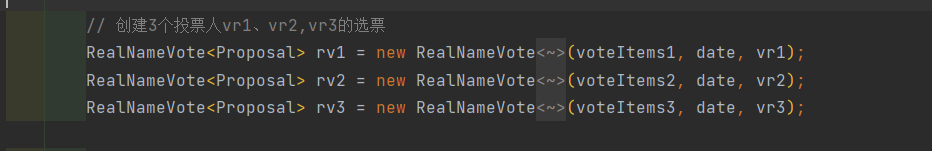 // 创建3个投票人vr1、vr2,vr3的选票
RealNameVote<Proposal> rv1 = new RealNameVote<~>(voteItems1, date, vr1);
RealNameVote<Proposal> rv2 = new RealNameVote<~>(voteItems2, date, vr2);
RealNameVote<Proposal> rv3 = new RealNameVote<~>(voteItems3, date, vr3);